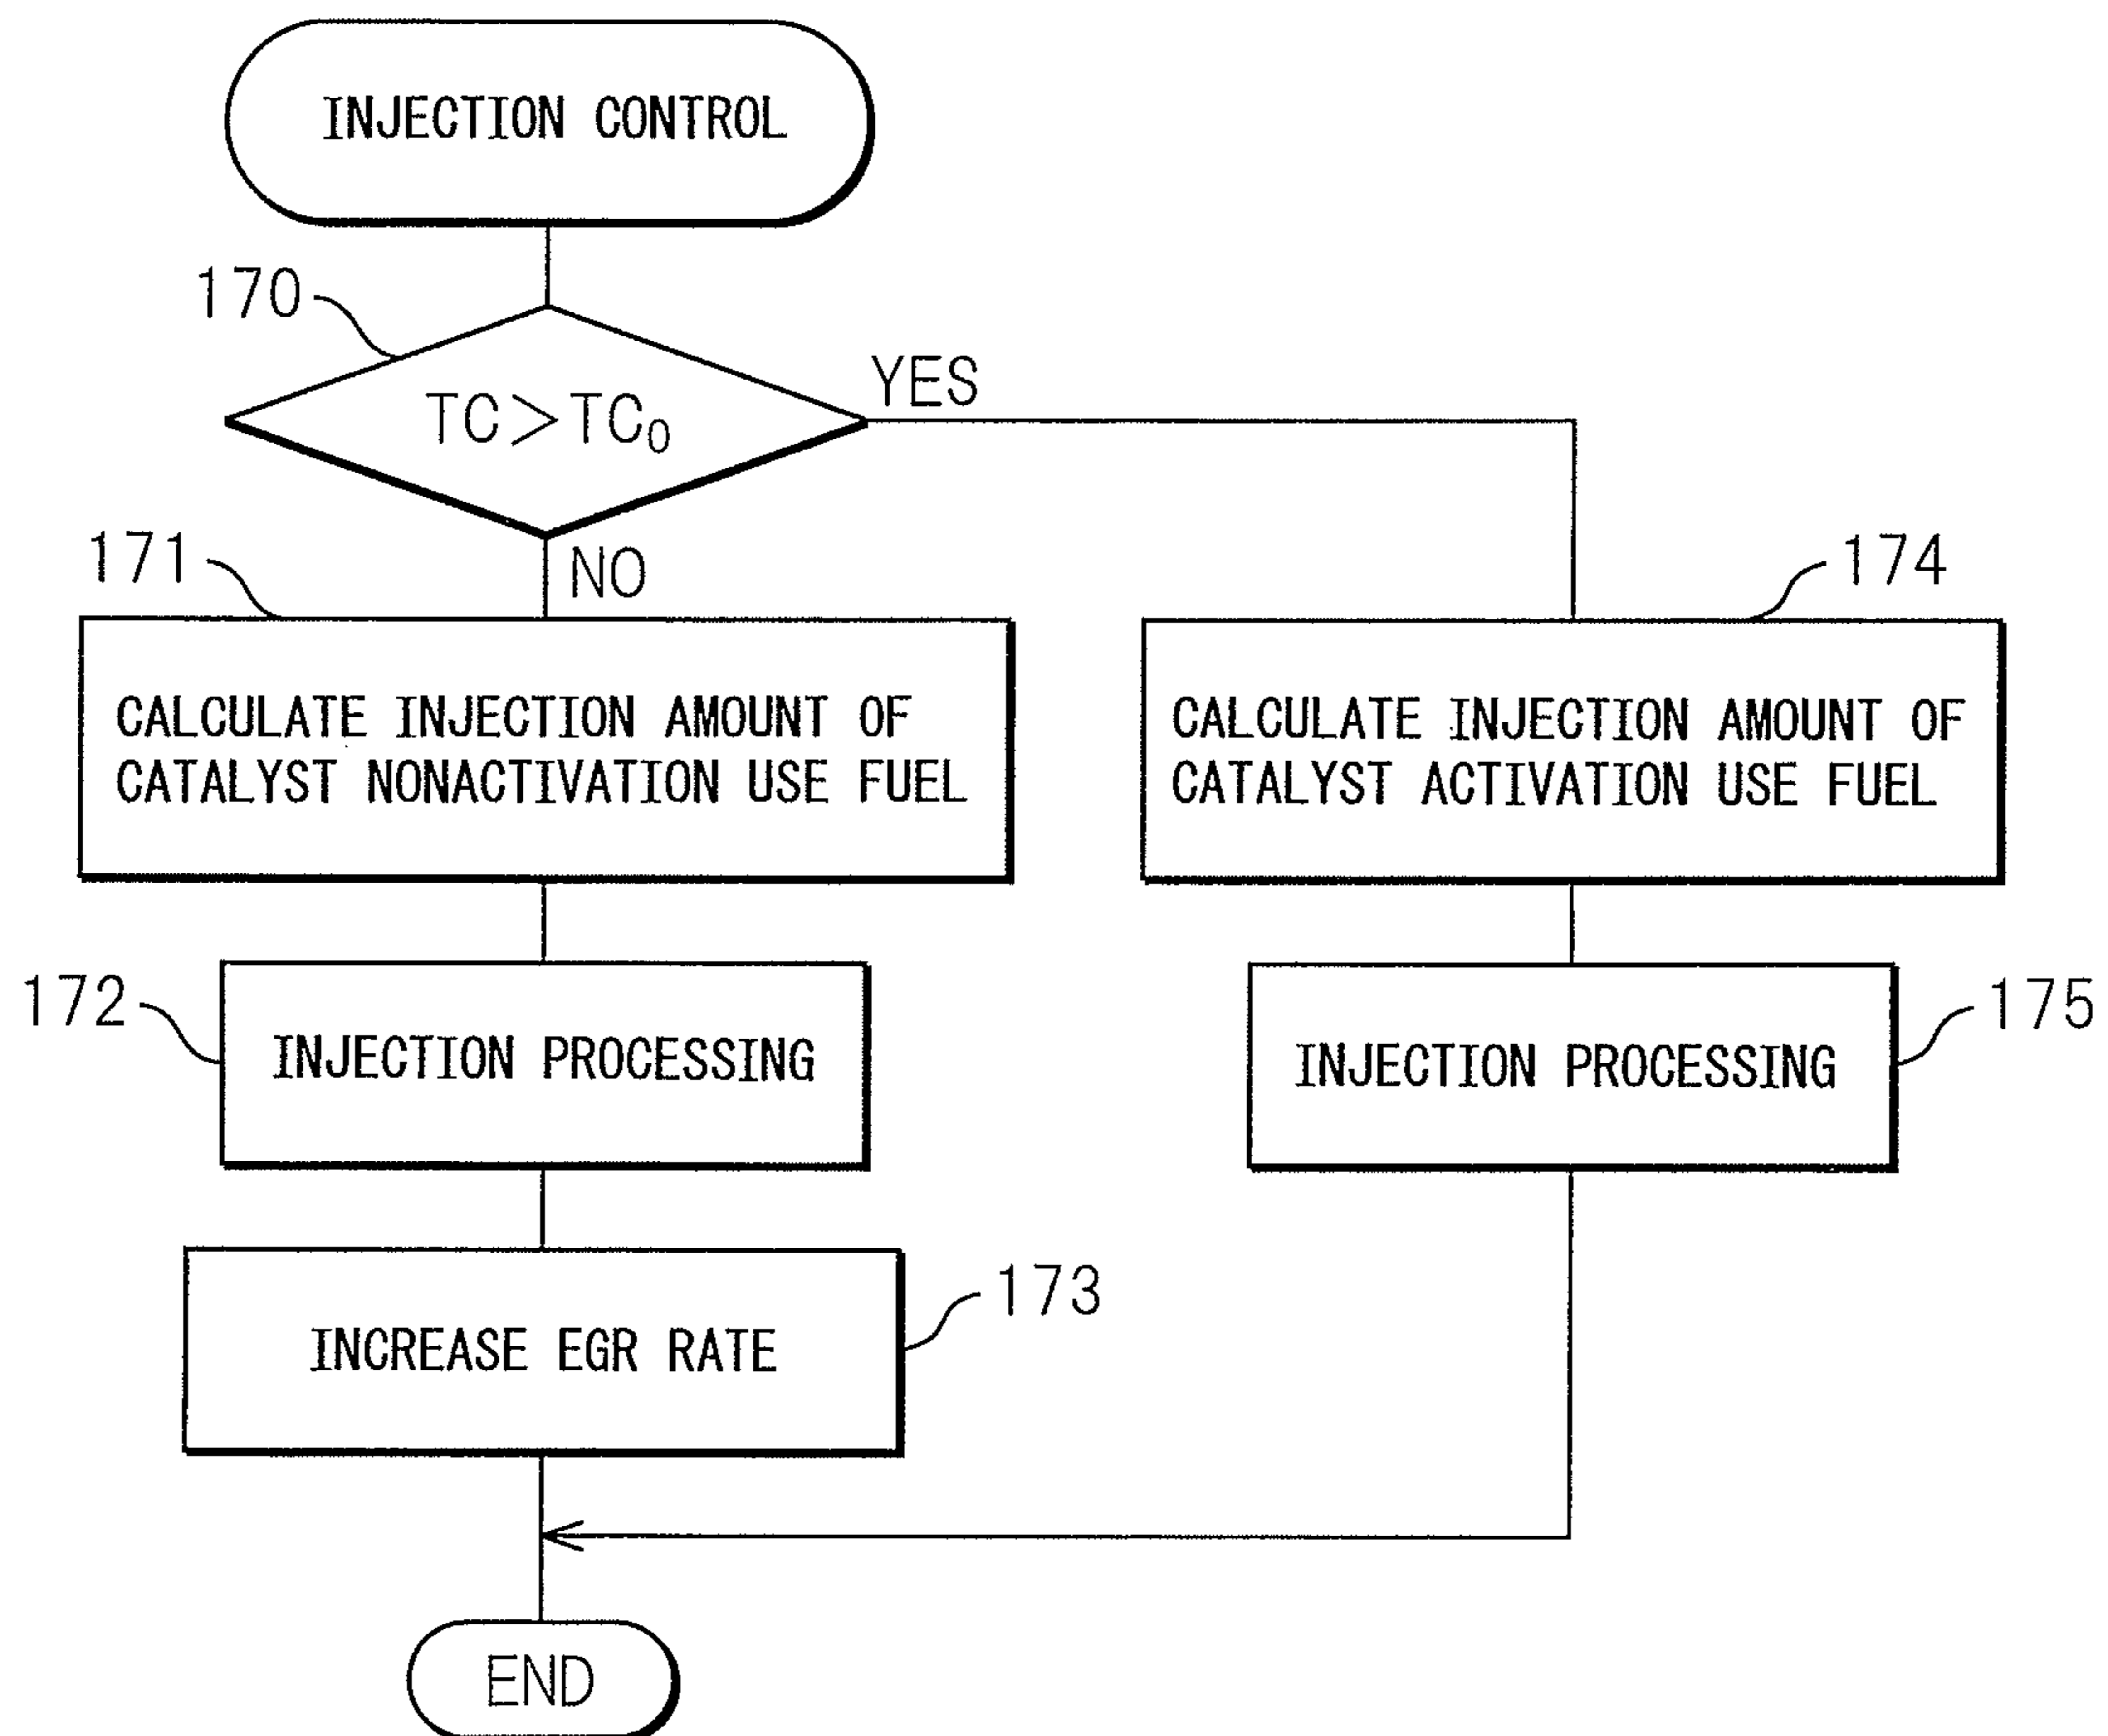 INJECTION CONTROL
170
TC>TC₀
YES
NO
171
CALCULATE INJECTION AMOUNT OF
CATALYST NONACTIVATION USE FUEL
174
CALCULATE INJECTION AMOUNT OF
CATALYST ACTIVATION USE FUEL
172
INJECTION PROCESSING
175
INJECTION PROCESSING
173
INCREASE EGR RATE
END